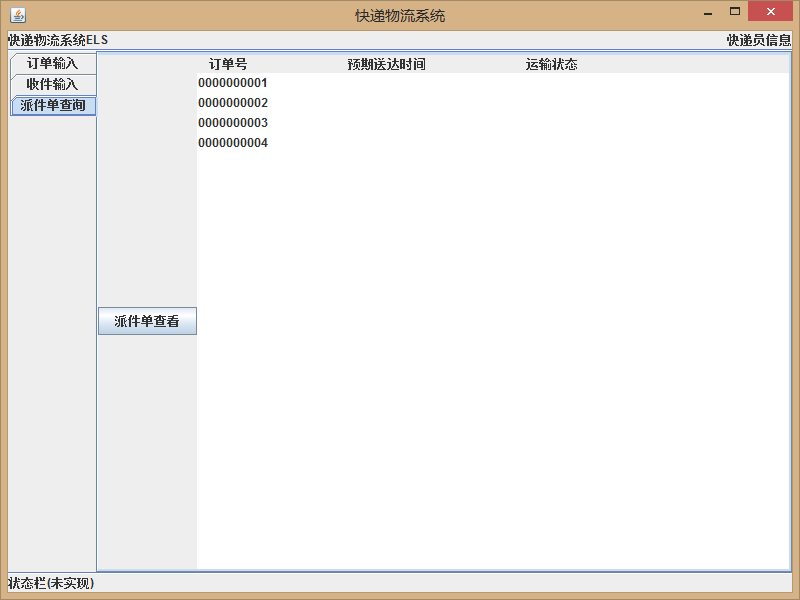 快递物流系统
快递物流系统ELS 快递员信息
订单输入
收件输入
派件单查询
订单号 预期送达时间 运输状态
0000000001
0000000002
0000000003
0000000004
派件单查看
状态栏(未实现)